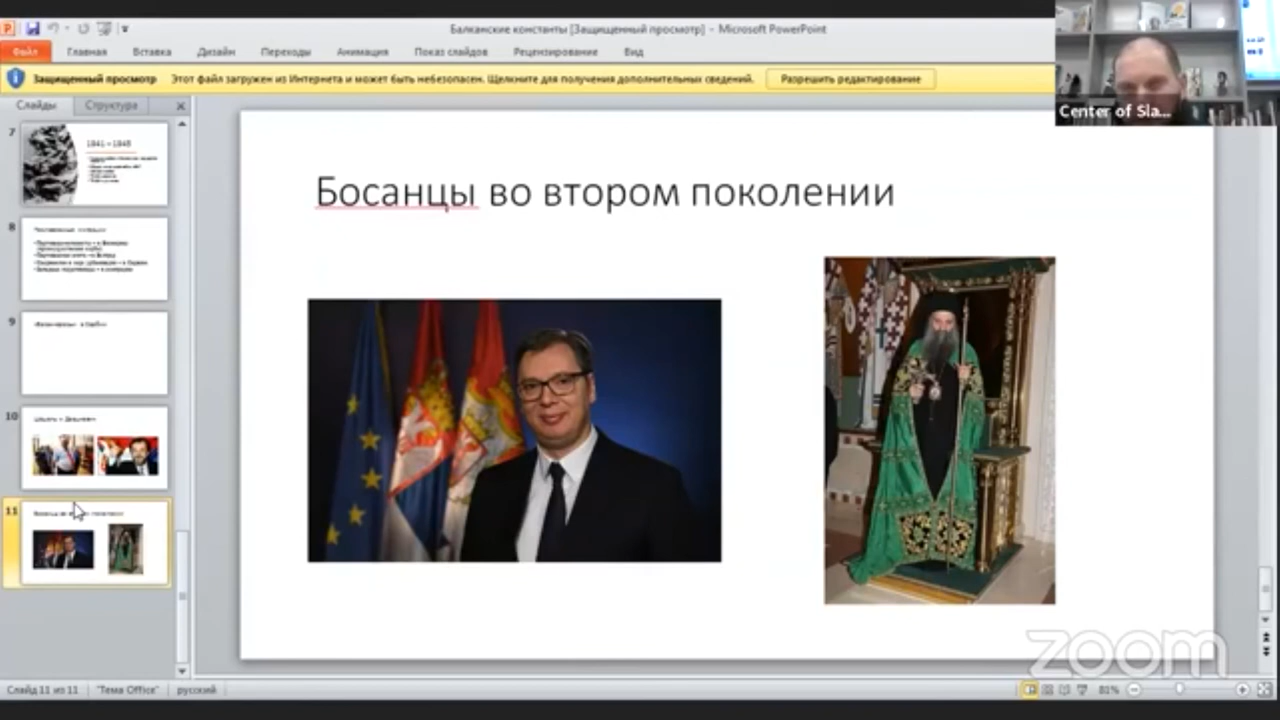 Балканские константы [Защищенный просмотр] - Microsoft PowerPoint
Файл Главная Вставка Дизайн Переходы Анимация Показ слайдов Рецензирование Вид
Защищенный просмотр Этот файл загружен из Интернета и может быть небезопасен. Щелкните для получения дополнительных сведений. Разрешить редактирование
Center of Sla...
Слайды Структура
7
1941 – 1945
8
9
10
11
Босанцы во втором поколении
zoom
Слайд 11 из 11 "Тема Office" русский 81%